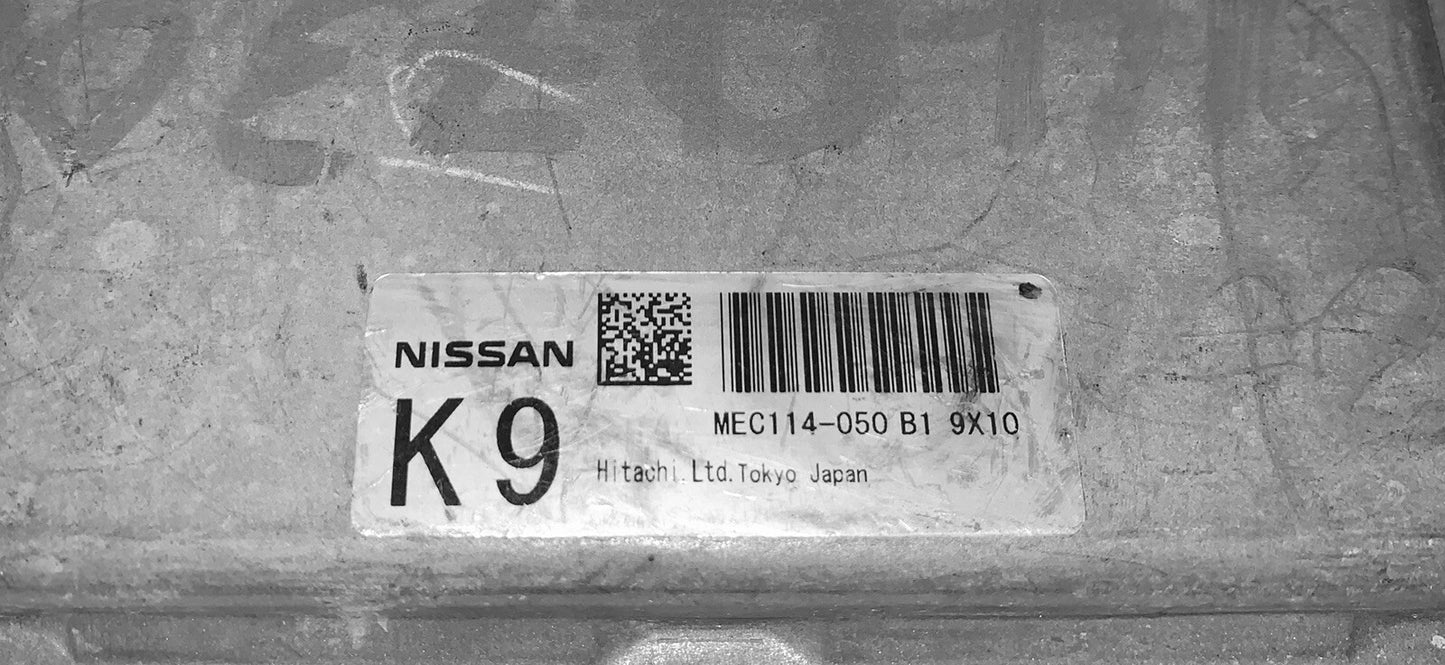 NISSAN
K9
MEC114-050 B1 9X10
Hitachi.Ltd.Tokyo Japan